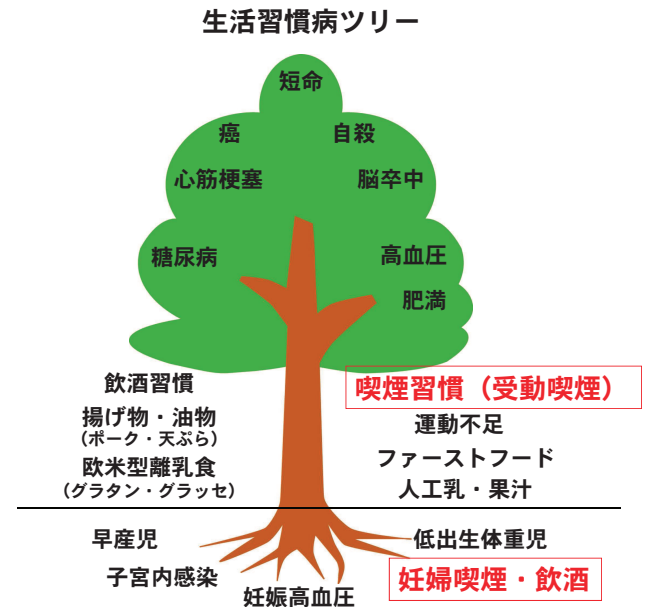 生活習慣病ツリー
短命
癌
自殺
心筋梗塞
脳卒中
糖尿病
高血圧
肥満
飲酒習慣
喫煙習慣（受動喫煙）
揚げ物・油物
（ポーク・天ぷら）
運動不足
欧米型離乳食
（グラタン・グラッセ）
ファーストフード
人工乳・果汁
早産児
低出生体重児
子宮内感染
妊婦喫煙・飲酒
妊娠高血圧